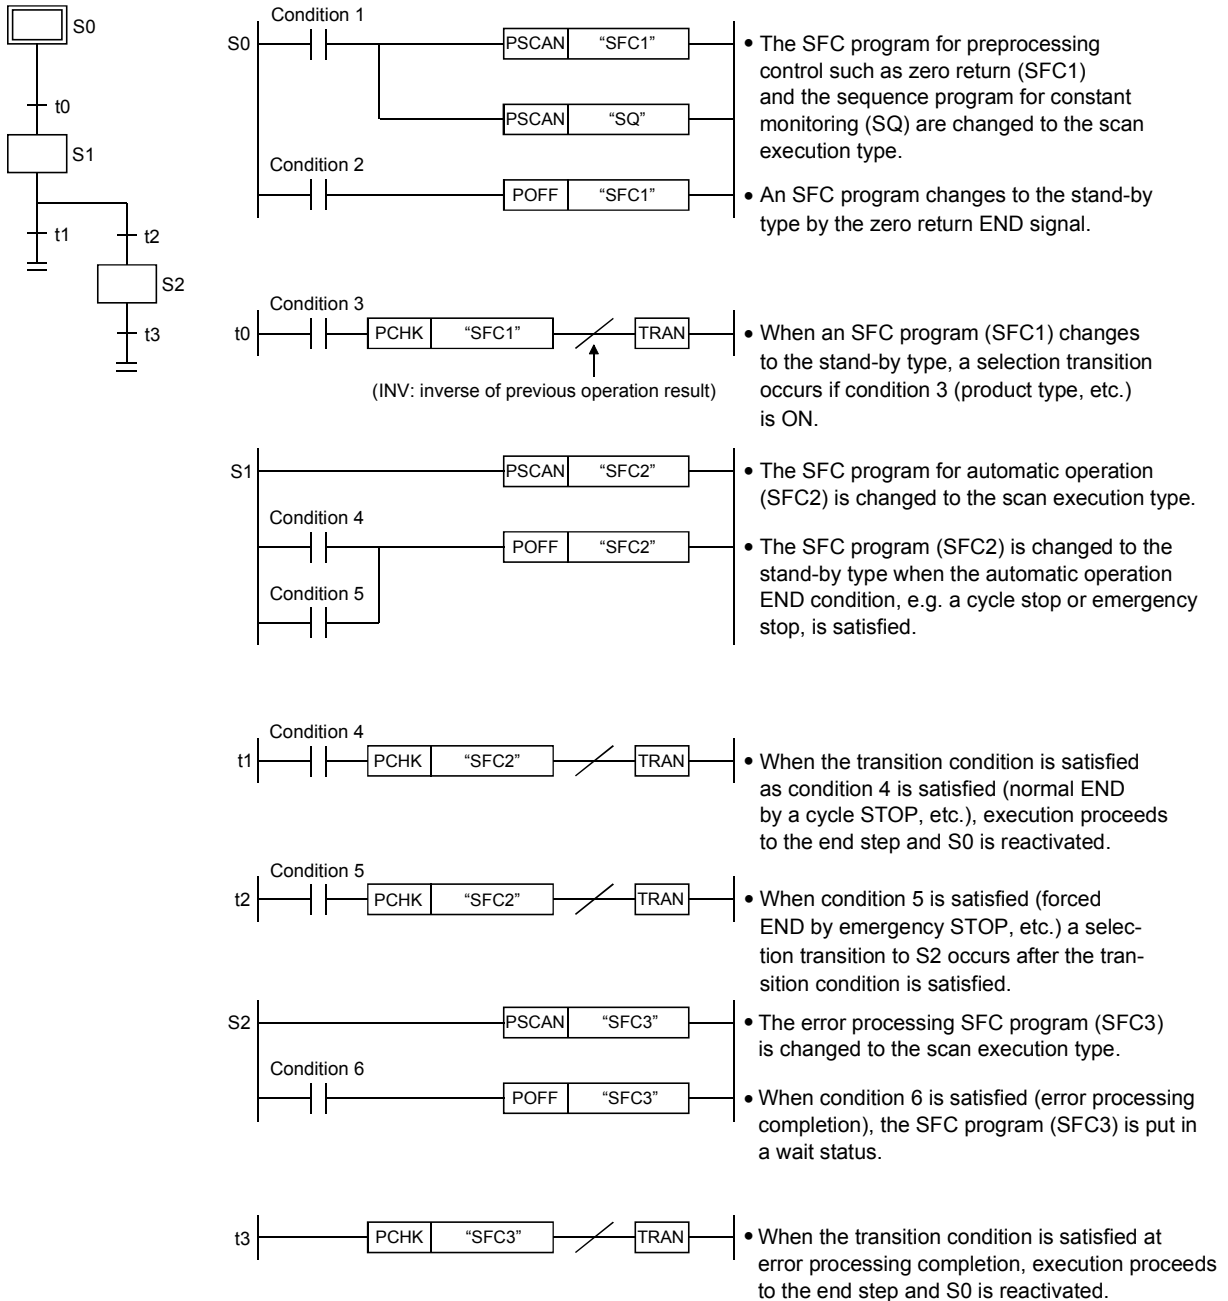 S0
t0
S1
t1
t2
S2
t3
Condition 1
S0
PSCAN "SFC1"
• The SFC program for preprocessing
control such as zero return (SFC1)
and the sequence program for constant
monitoring (SQ) are changed to the scan
execution type.
PSCAN "SQ"
Condition 2
POFF "SFC1"
• An SFC program changes to the stand-by
type by the zero return END signal.
Condition 3
t0
PCHK "SFC1"
TRAN
(INV: inverse of previous operation result)
• When an SFC program (SFC1) changes
to the stand-by type, a selection transition
occurs if condition 3 (product type, etc.)
is ON.
S1
PSCAN "SFC2"
• The SFC program for automatic operation
(SFC2) is changed to the scan execution type.
Condition 4
POFF "SFC2"
Condition 5
• The SFC program (SFC2) is changed to the
stand-by type when the automatic operation
END condition, e.g. a cycle stop or emergency
stop, is satisfied.
Condition 4
t1
PCHK "SFC2"
TRAN
• When the transition condition is satisfied
as condition 4 is satisfied (normal END
by a cycle STOP, etc.), execution proceeds
to the end step and S0 is reactivated.
Condition 5
t2
PCHK "SFC2"
TRAN
• When condition 5 is satisfied (forced
END by emergency STOP, etc.) a selec-
tion transition to S2 occurs after the tran-
sition condition is satisfied.
S2
PSCAN "SFC3"
• The error processing SFC program (SFC3)
is changed to the scan execution type.
Condition 6
POFF "SFC3"
• When condition 6 is satisfied (error processing
completion), the SFC program (SFC3) is put in
a wait status.
t3
PCHK "SFC3"
TRAN
• When the transition condition is satisfied at
error processing completion, execution proceeds
to the end step and S0 is reactivated.